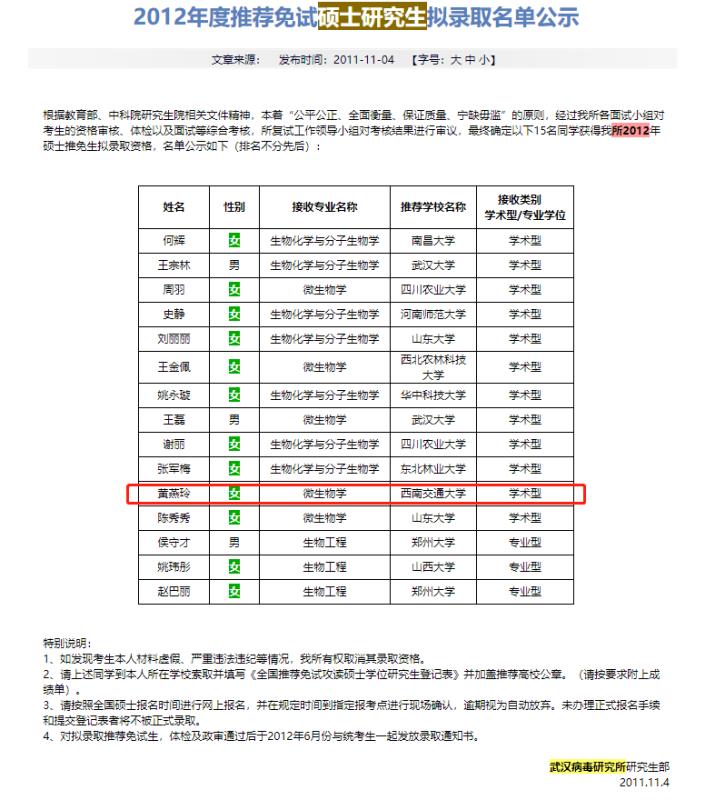 2012年度推荐免试硕士研究生拟录取名单公示
文章来源： 发布时间：2011-11-04 【字号：大 中 小】
根据教育部、中科院研究生院相关文件精神，本着“公平公正、全面衡量、保证质量、宁缺毋滥”的原则，经过我所各面试小组对
考生的资格审核、体检以及面试等综合考核，所复试工作领导小组对考核结果进行审议，最终确定以下15名同学获得我所2012年
硕士推免生拟录取资格，名单公示如下（排名不分先后）：
姓名 性别 接收专业名称 推荐学校名称 接收类别
学术型/专业学位
何辉 女 生物化学与分子生物学 南昌大学 学术型
王宗林 男 生物化学与分子生物学 武汉大学 学术型
周羽 女 微生物学 四川农业大学 学术型
史静 女 生物化学与分子生物学 河南师范大学 学术型
刘丽丽 女 生物化学与分子生物学 山东大学 学术型
王金佩 女 微生物学 西北农林科技
大学 学术型
姚永璇 女 生物化学与分子生物学 华中科技大学 学术型
王磊 男 微生物学 武汉大学 学术型
谢丽 女 生物化学与分子生物学 四川农业大学 学术型
张军梅 女 生物化学与分子生物学 东北林业大学 学术型
黄燕玲 女 微生物学 西南交通大学 学术型
陈秀秀 女 微生物学 山东大学 学术型
侯守才 男 生物工程 郑州大学 专业型
姚玮彤 女 生物工程 山西大学 专业型
赵巴丽 女 生物工程 郑州大学 专业型
特别说明：
1、如发现考生本人材料虚假、严重违法违纪等情况，我所有权取消其录取资格。
2、请上述同学到本人所在学校索取并填写《全国推荐免试攻读硕士学位研究生登记表》并加盖推荐高校公章。（请按要求附上成
绩单）。
3、请按照全国硕士报名时间进行网上报名，并在规定时间到指定报考点进行现场确认，逾期视为自动放弃。未办理正式报名手续
和提交登记表者将不被正式录取。
4、对拟录取推荐免试生，体检及政审通过后于2012年6月份与统考生一起发放录取通知书。
武汉病毒研究所研究生部
2011.11.4